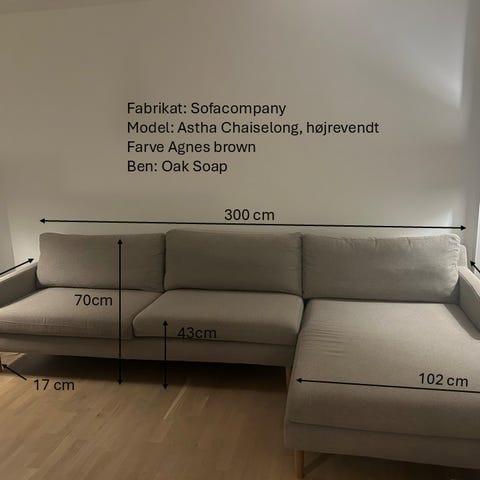 Fabrikat: Sofacompany
Model: Astha Chaiselong, højrevendt
Farve Agnes brown
Ben: Oak Soap
300 cm
70cm
43cm
17 cm
102 cm